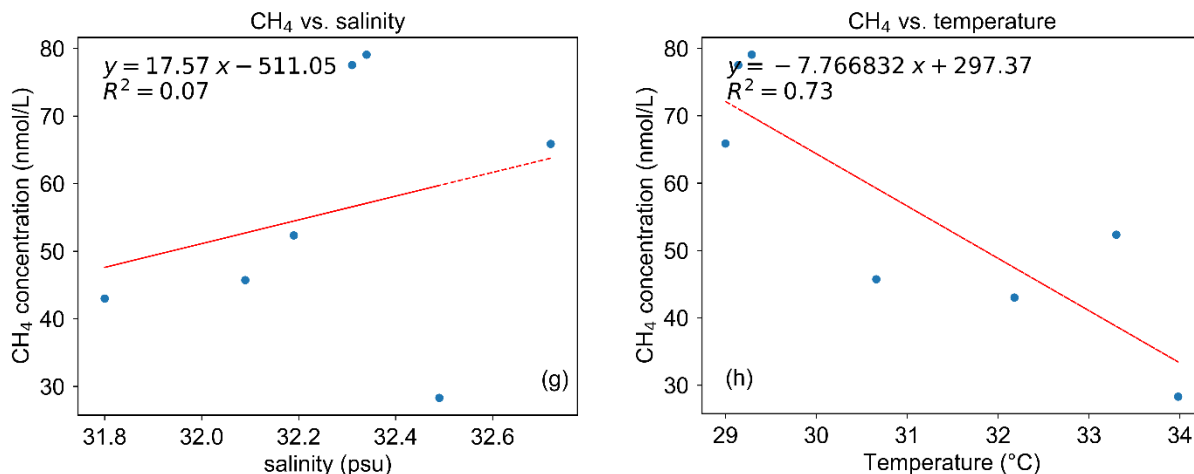 CH₄ vs. salinity
y = 17.57 x − 511.05
R² = 0.07
80
70
60
50
40
30
CH₄ concentration (nmol/L)
(g)
31.8 32.0 32.2 32.4 32.6
salinity (psu)
CH₄ vs. temperature
y = − 7.766832 x + 297.37
R² = 0.73
80
70
60
50
40
30
CH₄ concentration (nmol/L)
(h)
29 30 31 32 33 34
Temperature (°C)